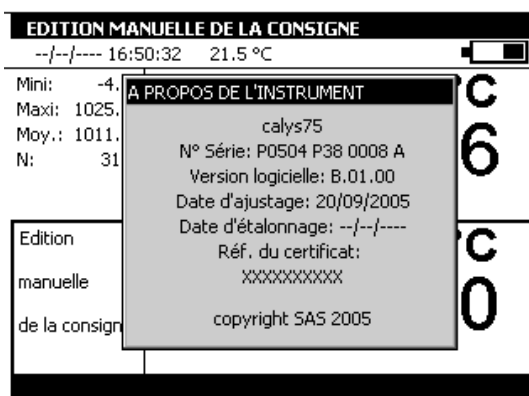 EDITION MANUELLE DE LA CONSIGNE
--/--/---- 16:50:32 21.5 °C
Mini: -4.
Maxi: 1025.
Moy.: 1011.
N: 31
°C
6
A PROPOS DE L'INSTRUMENT
calys75
N° Série: P0504 P38 0008 A
Version logicielle: B.01.00
Date d'ajustage: 20/09/2005
Date d'étalonnage: --/--/----
Réf. du certificat:
XXXXXXXXXX
copyright SAS 2005
Edition
manuelle
de la consign
°C
0